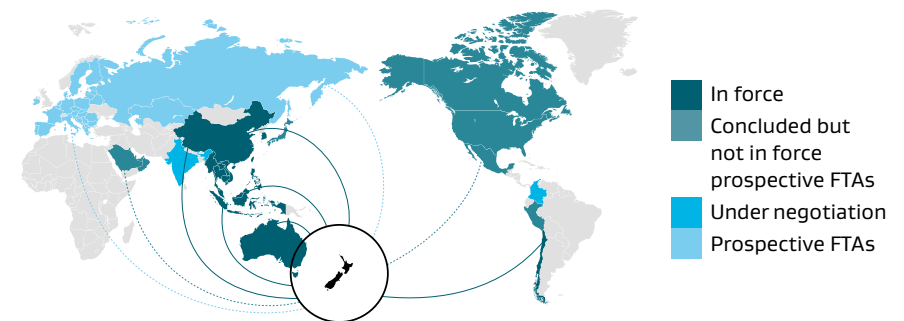 In force
Concluded but
not in force
prospective FTAs
Under negotiation
Prospective FTAs